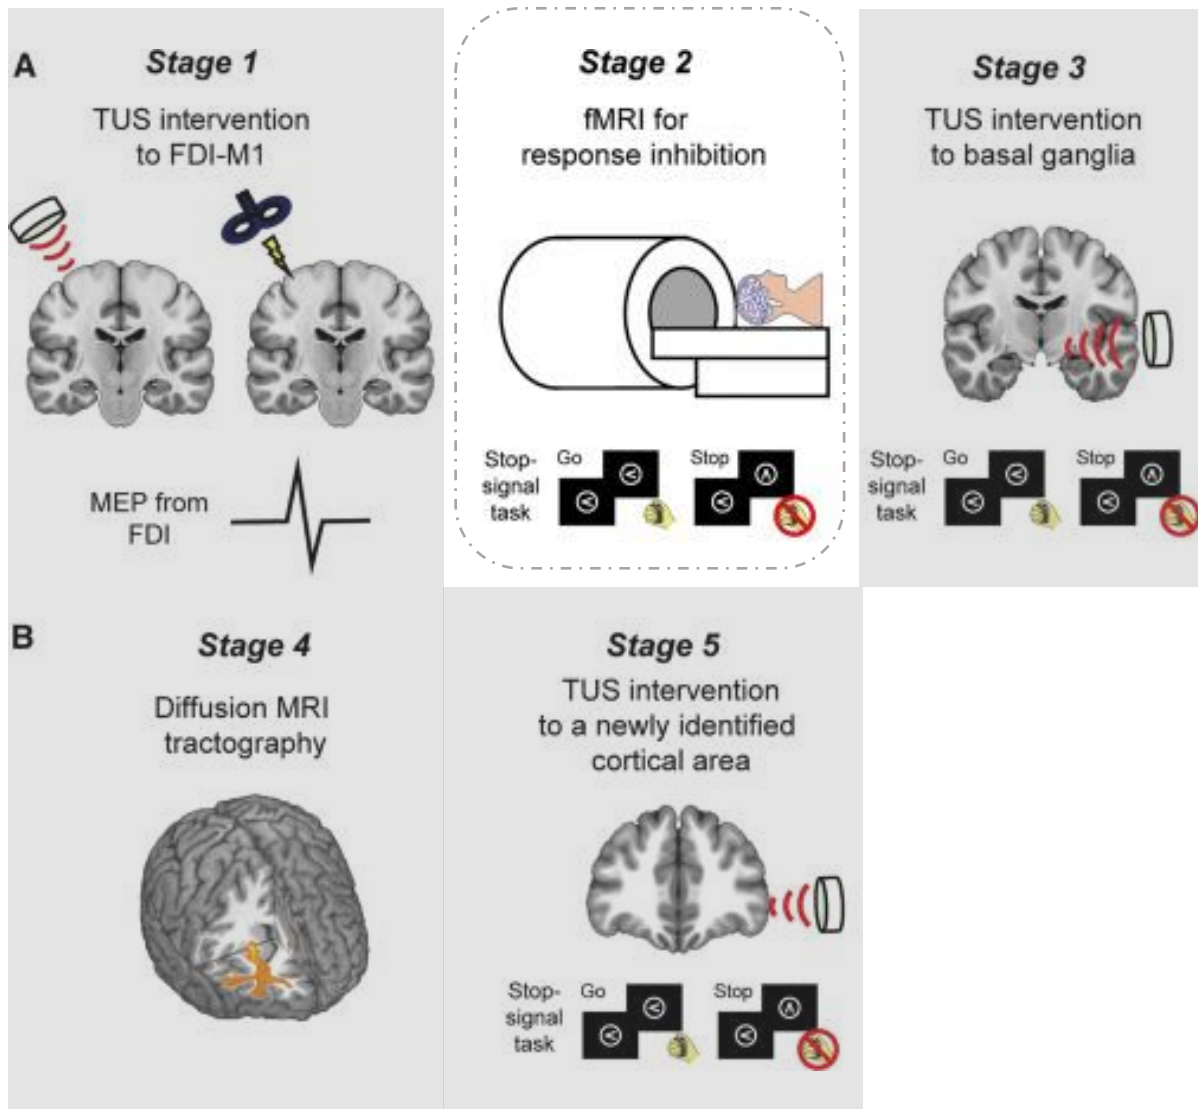 A
Stage 1
TUS intervention
to FDI-M1
MEP from
FDI
Stage 2
fMRI for
response inhibition
Stop-
signal
task
Go
Stop
Stage 3
TUS intervention
to basal ganglia
Stop-
signal
task
Go
Stop
B
Stage 4
Diffusion MRI
tractography
Stage 5
TUS intervention
to a newly identified
cortical area
Stop-
signal
task
Go
Stop